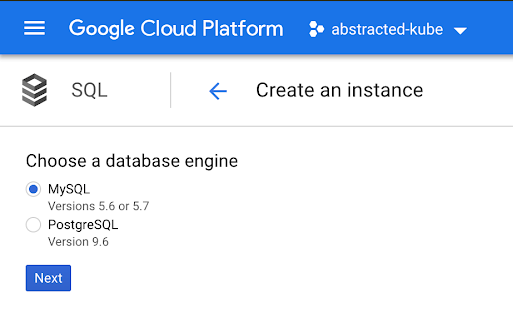 Google Cloud Platform abstracted-kube
SQL Create an instance
Choose a database engine
MySQL
Versions 5.6 or 5.7
PostgreSQL
Version 9.6
Next